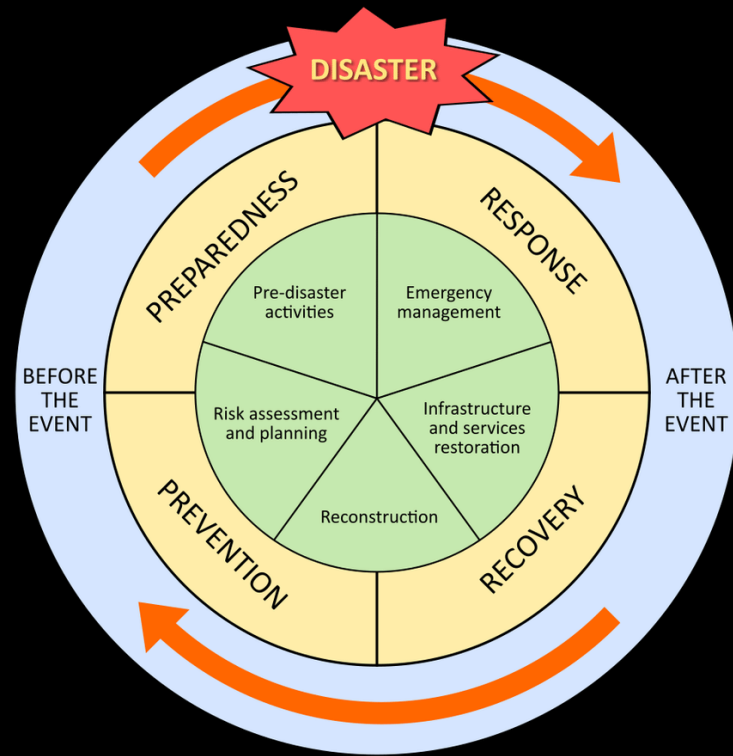 DISASTER
PREPAREDNESS
RESPONSE
Pre-disaster
activities
Emergency
management
BEFORE
THE
EVENT
AFTER
THE
EVENT
Risk assessment
and planning
Infrastructure
and services
restoration
Reconstruction
PREVENTION
RECOVERY